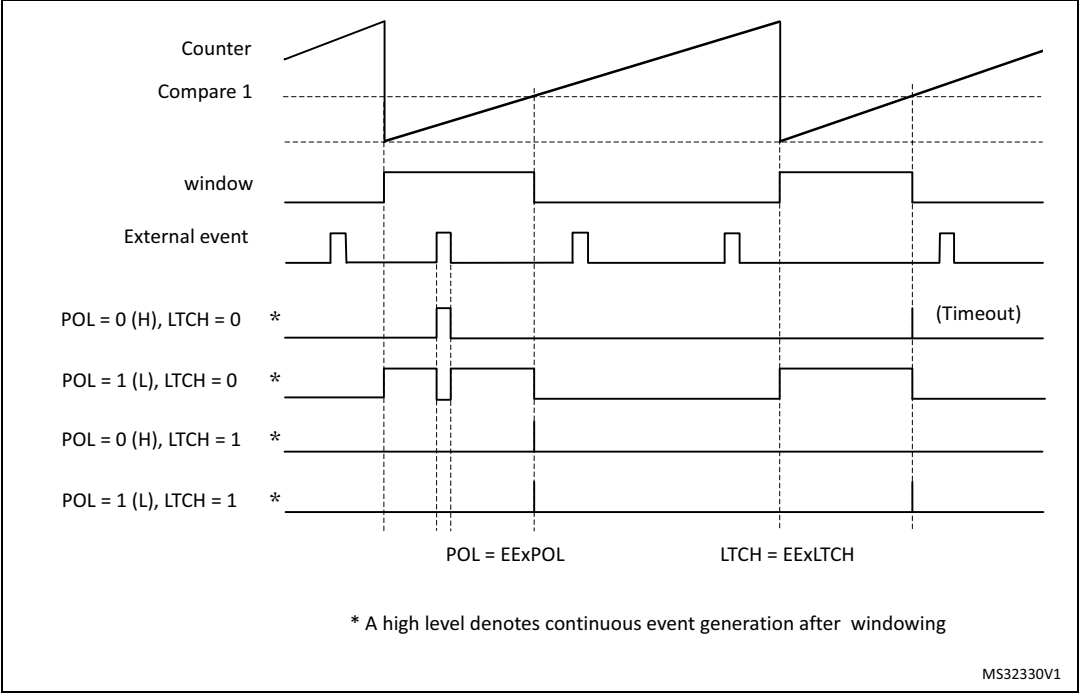 Counter
Compare 1
window
External event
POL = 0 (H), LTCH = 0 *
(Timeout)
POL = 1 (L), LTCH = 0 *
POL = 0 (H), LTCH = 1 *
POL = 1 (L), LTCH = 1 *
POL = EExPOL LTCH = EExLTCH
* A high level denotes continuous event generation after windowing
MS32330V1